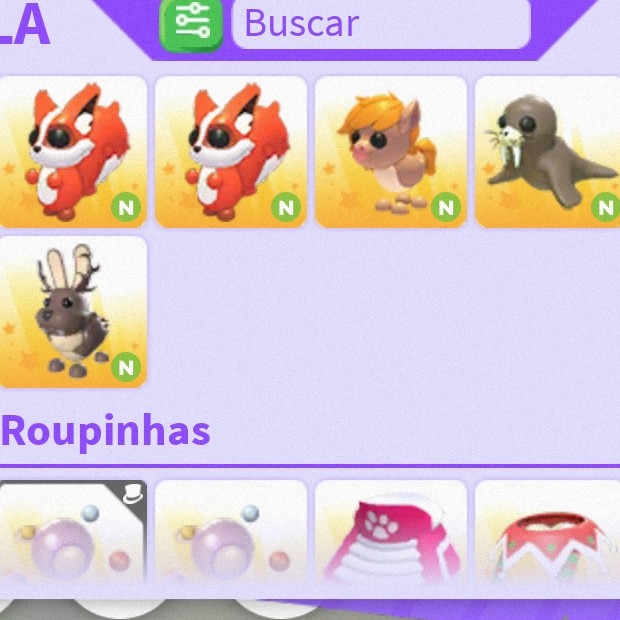 LA
Buscar
N N N N
N
Roupinhas